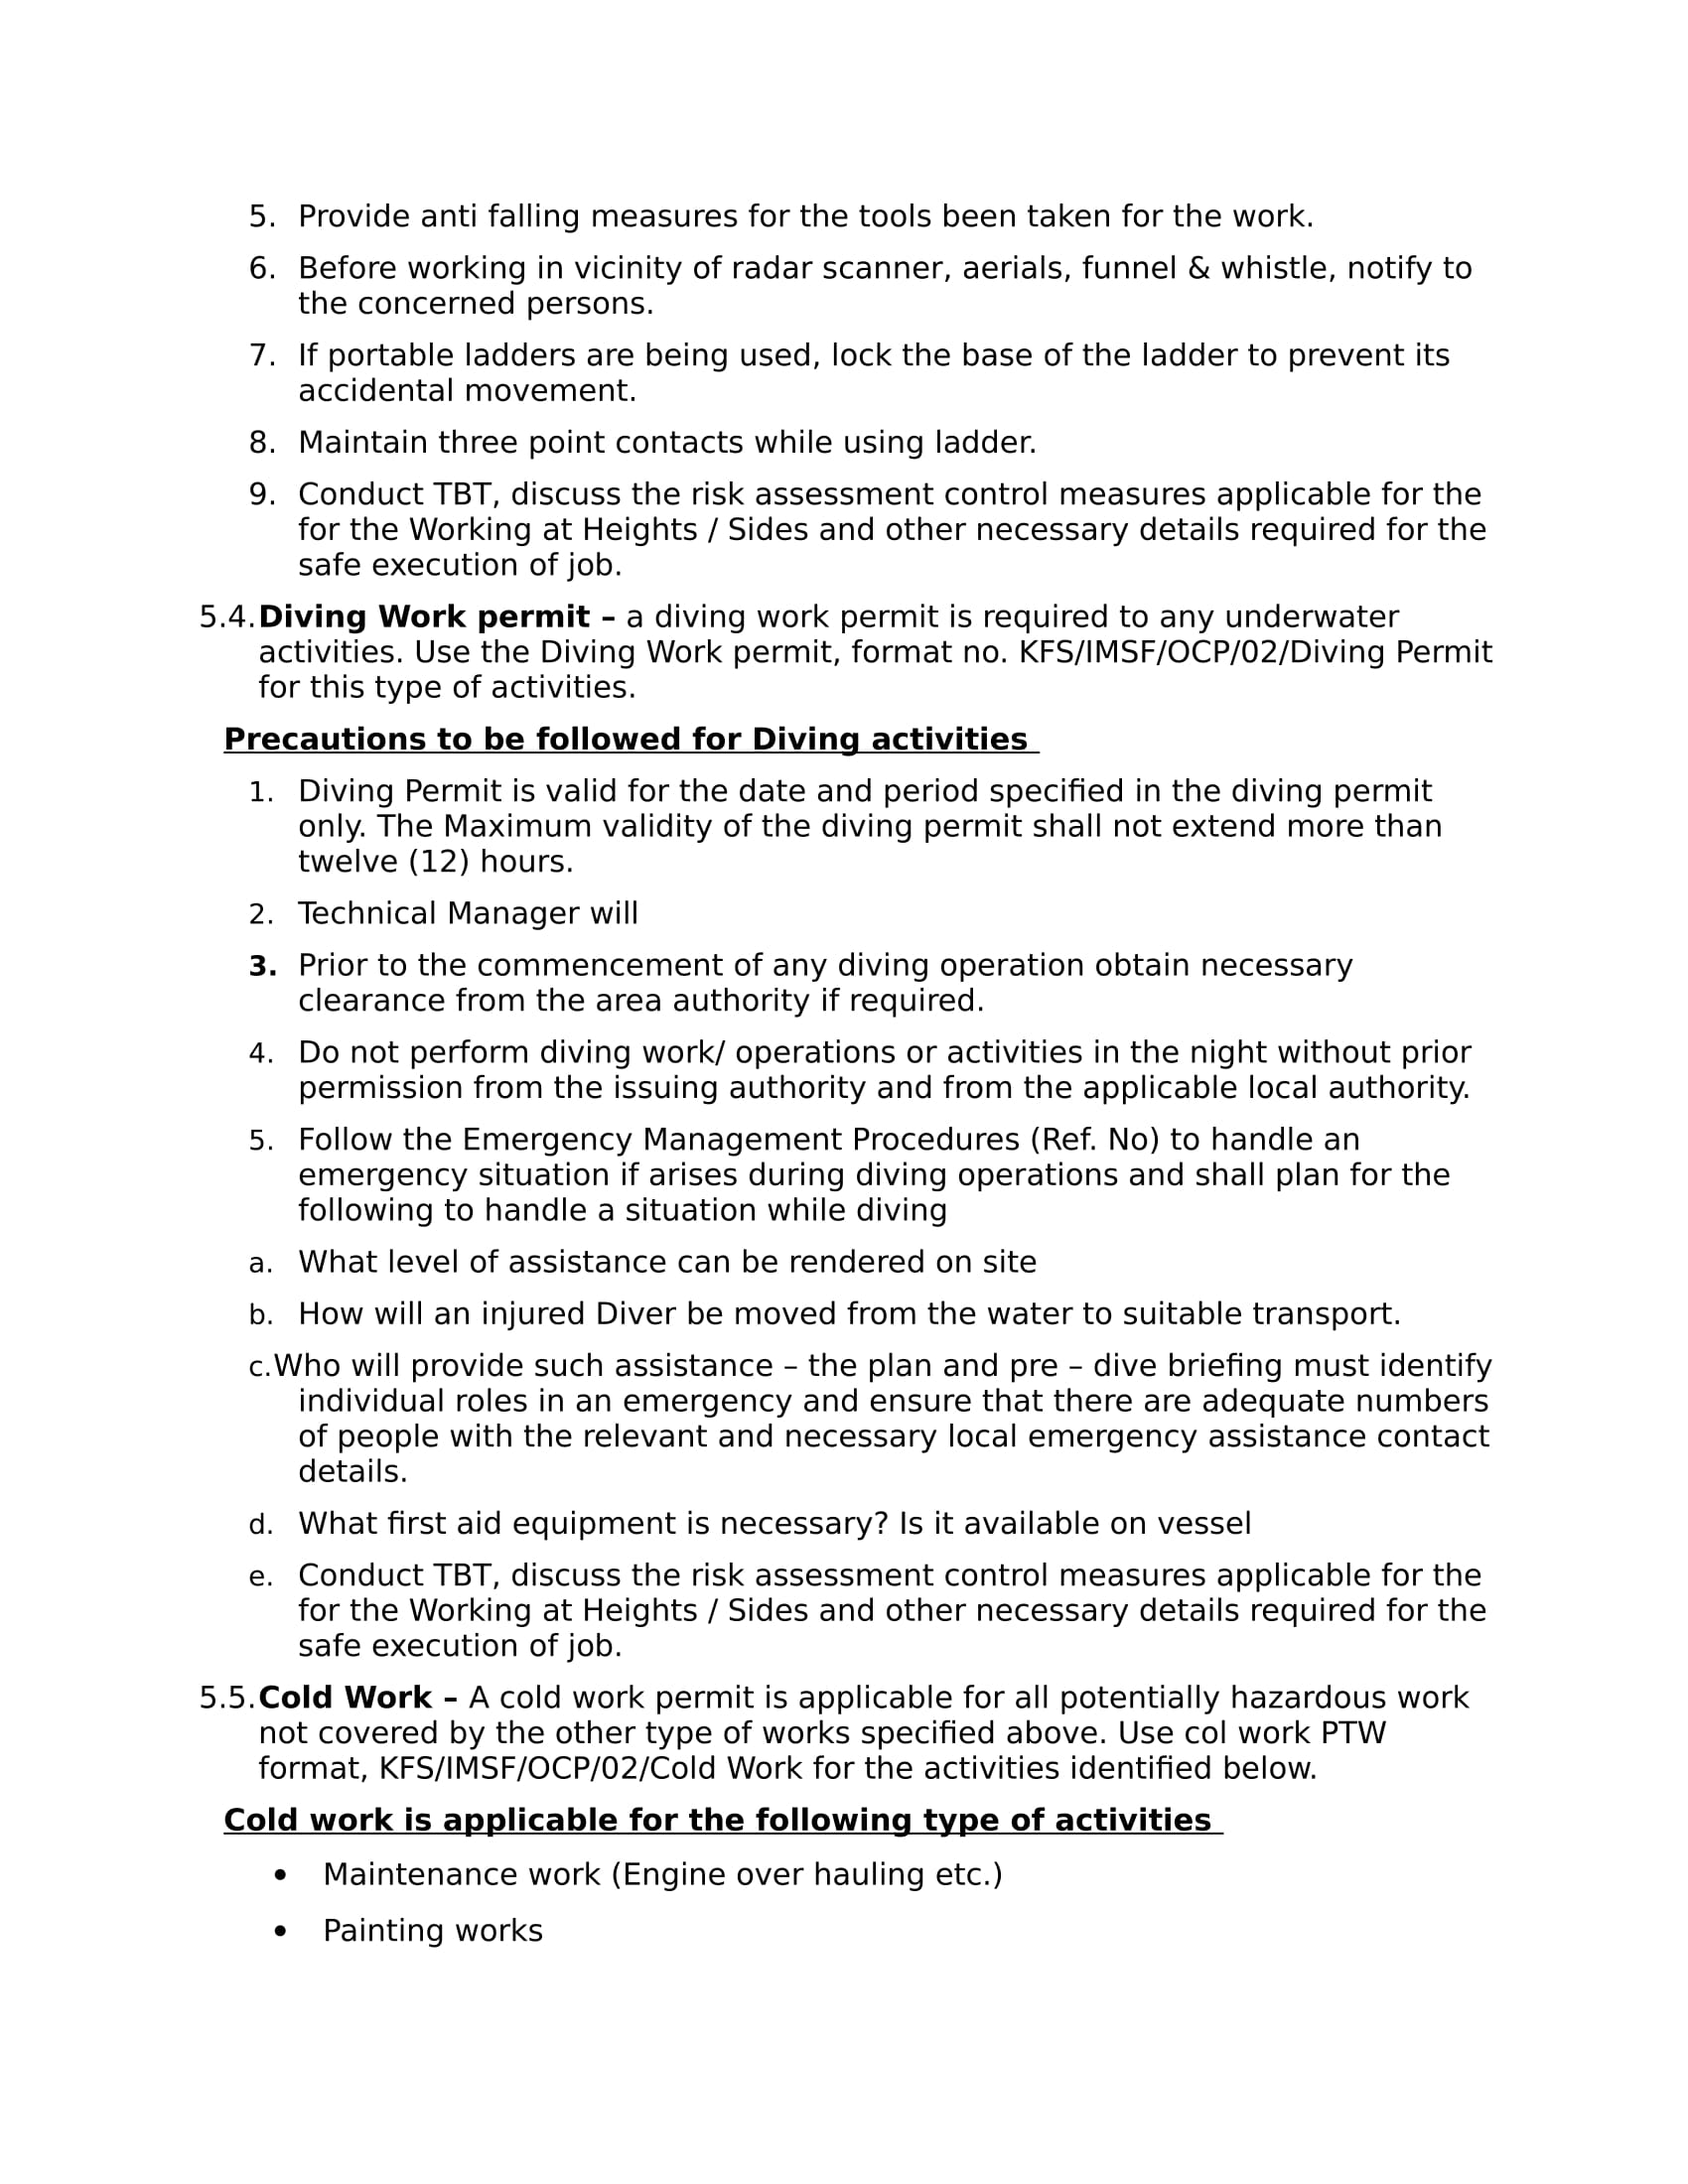 5. Provide anti falling measures for the tools been taken for the work.
6. Before working in vicinity of radar scanner, aerials, funnel & whistle, notify to
the concerned persons.
7. If portable ladders are being used, lock the base of the ladder to prevent its
accidental movement.
8. Maintain three point contacts while using ladder.
9. Conduct TBT, discuss the risk assessment control measures applicable for the
for the Working at Heights / Sides and other necessary details required for the
safe execution of job.
5.4. Diving Work permit – a diving work permit is required to any underwater
activities. Use the Diving Work permit, format no. KFS/IMSF/OCP/02/Diving Permit
for this type of activities.
Precautions to be followed for Diving activities
1. Diving Permit is valid for the date and period specified in the diving permit
only. The Maximum validity of the diving permit shall not extend more than
twelve (12) hours.
2. Technical Manager will
3. Prior to the commencement of any diving operation obtain necessary
clearance from the area authority if required.
4. Do not perform diving work/ operations or activities in the night without prior
permission from the issuing authority and from the applicable local authority.
5. Follow the Emergency Management Procedures (Ref. No) to handle an
emergency situation if arises during diving operations and shall plan for the
following to handle a situation while diving
a. What level of assistance can be rendered on site
b. How will an injured Diver be moved from the water to suitable transport.
c.Who will provide such assistance – the plan and pre – dive briefing must identify
individual roles in an emergency and ensure that there are adequate numbers
of people with the relevant and necessary local emergency assistance contact
details.
d. What first aid equipment is necessary? Is it available on vessel
e. Conduct TBT, discuss the risk assessment control measures applicable for the
for the Working at Heights / Sides and other necessary details required for the
safe execution of job.
5.5. Cold Work – A cold work permit is applicable for all potentially hazardous work
not covered by the other type of works specified above. Use col work PTW
format, KFS/IMSF/OCP/02/Cold Work for the activities identified below.
Cold work is applicable for the following type of activities
• Maintenance work (Engine over hauling etc.)
• Painting works